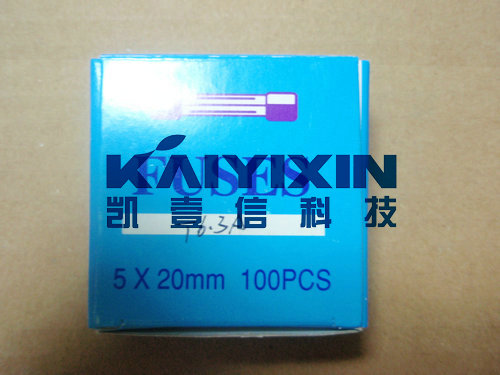 FUSES
KAIYIXIN
凯壹信科技
T6.3A
5 X 20mm 100PCS